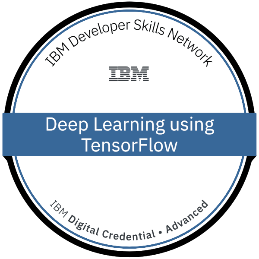 IBM Developer Skills Network
IBM
Deep Learning using
TensorFlow
IBM Digital Credential • Advanced